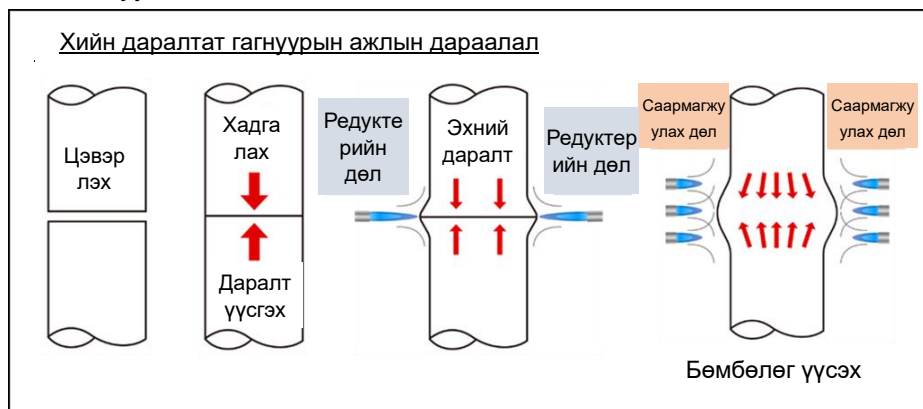 Хийн даралтат гагнуурын ажлын дараалал
Цэвэр
лэх
Хадга
лах
Даралт
үүсгэх
Редукте
рийн
дөл
Эхний
даралт
Редуктер
ийн дөл
Саармагжу
улах дөл
Саармагжу
улах дөл
Бөмбөлөг үүсэх